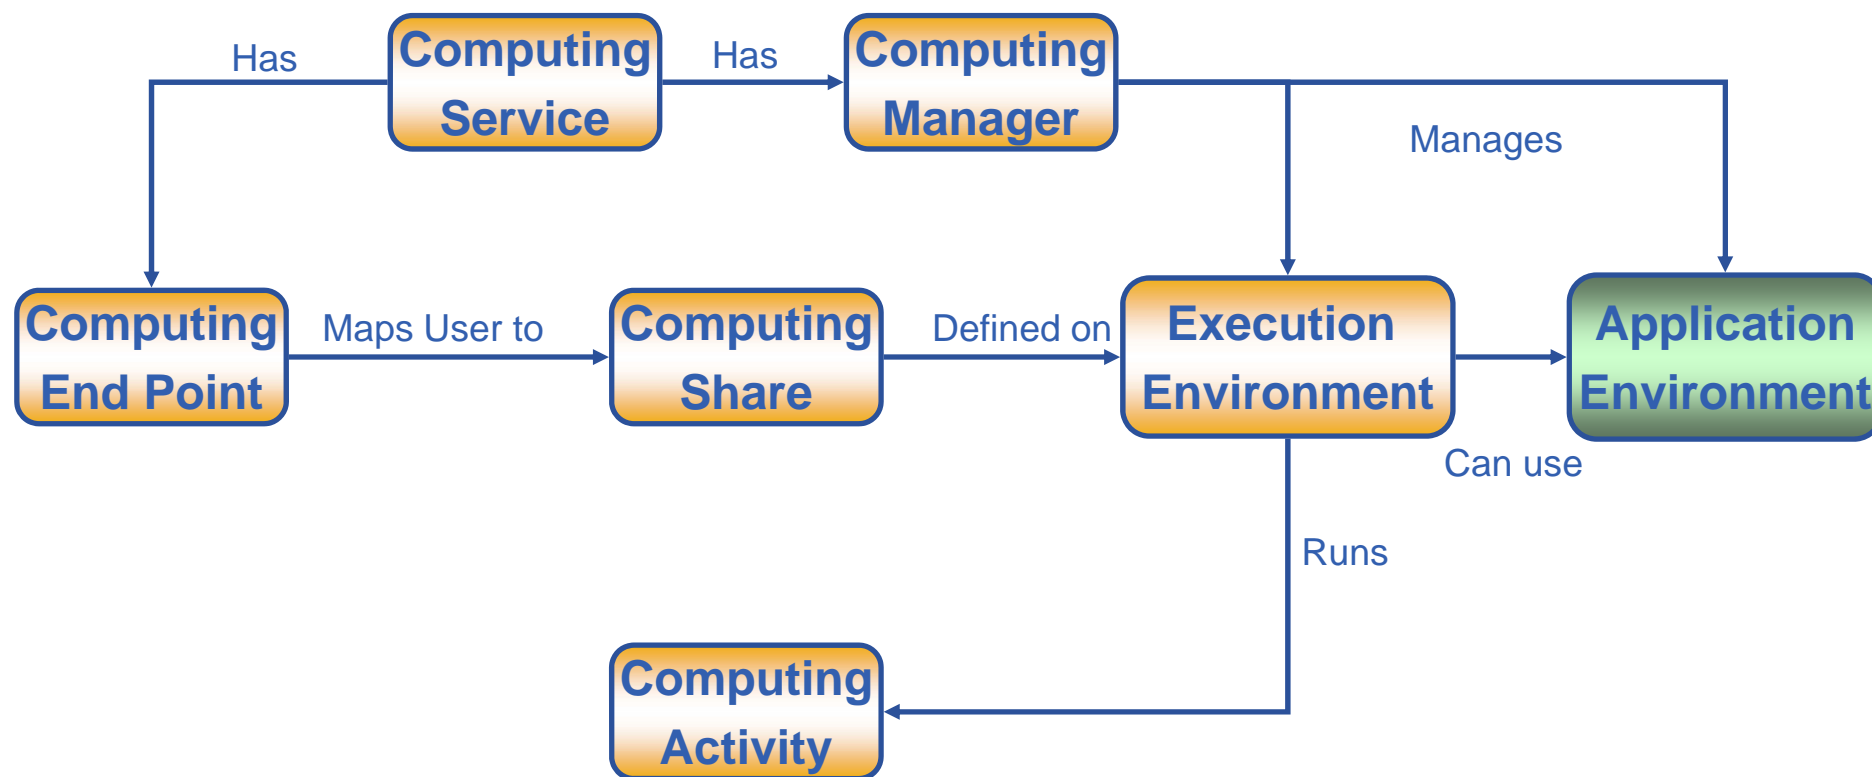 Has
Computing
Service
Has
Computing
Manager
Manages
Computing
End Point
Maps User to
Computing
Share
Defined on
Execution
Environment
Application
Environment
Can use
Runs
Computing
Activity